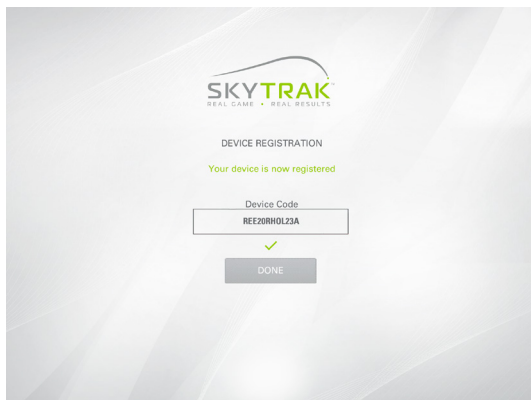 SKYTRAK
REAL GAME • REAL RESULTS
DEVICE REGISTRATION
Your device is now registered
Device Code
REE20RHOL23A
DONE